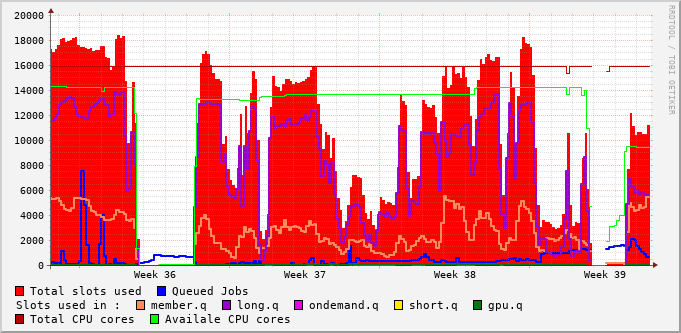 20000
18000
16000
14000
12000
10000
8000
6000
4000
2000
0
Week 36 Week 37 Week 38 Week 39
RRDTOOL / TOBI OETIKER
Total slots used Queued Jobs
Slots used in : member.q long.q ondemand.q short.q gpu.q
Total CPU cores Availale CPU cores